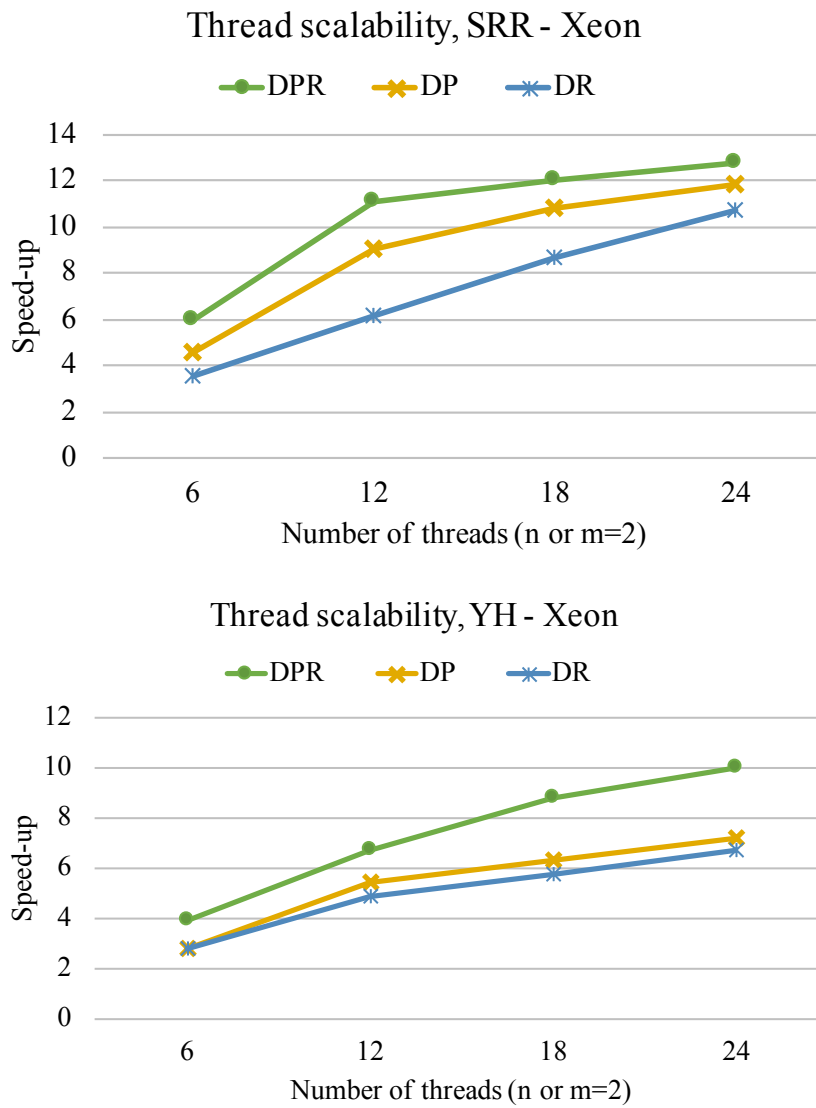 Thread scalability, SRR - Xeon
DPR DP DR
14
12
10
8
6
4
2
0
Speed-up
6 12 18 24
Number of threads (n or m=2)
Thread scalability, YH - Xeon
DPR DP DR
12
10
8
6
4
2
0
Speed-up
6 12 18 24
Number of threads (n or m=2)